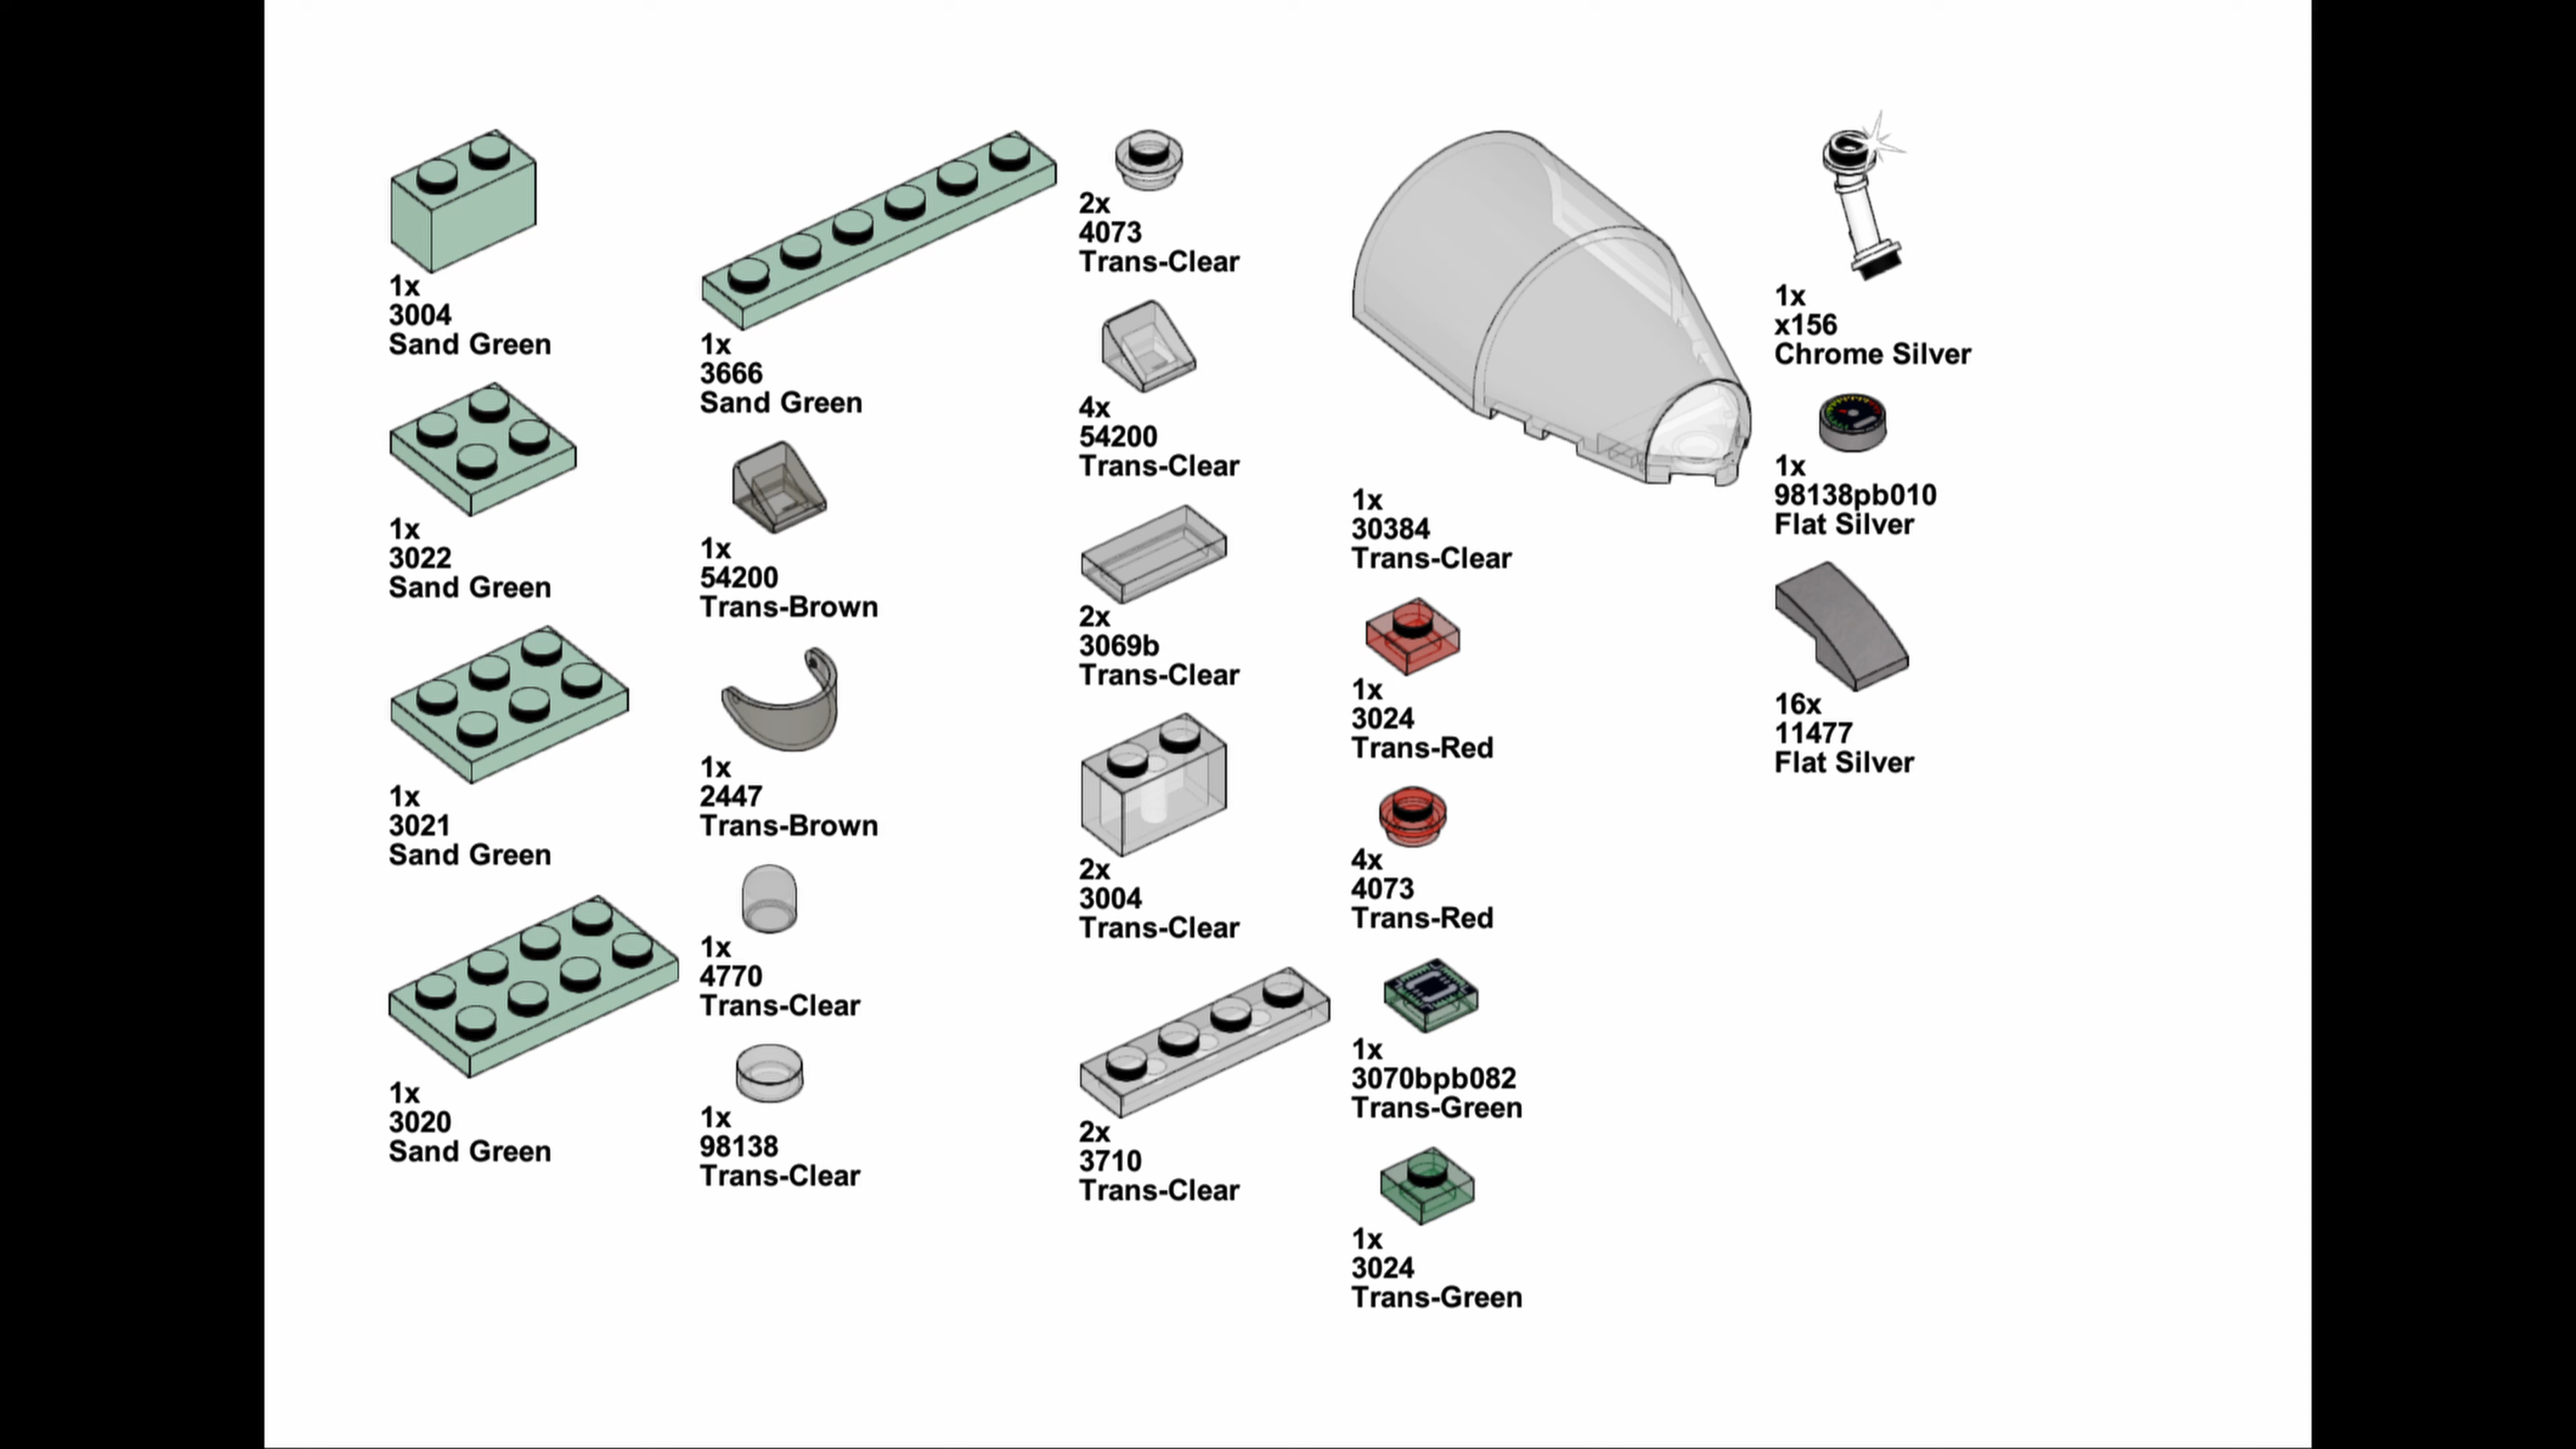 1x
3004
Sand Green
1x
3022
Sand Green
1x
3021
Sand Green
1x
3020
Sand Green
1x
3666
Sand Green
1x
54200
Trans-Brown
1x
2447
Trans-Brown
1x
4770
Trans-Clear
1x
98138
Trans-Clear
2x
4073
Trans-Clear
4x
54200
Trans-Clear
2x
3069b
Trans-Clear
2x
3004
Trans-Clear
2x
3710
Trans-Clear
1x
30384
Trans-Clear
1x
3024
Trans-Red
4x
4073
Trans-Red
1x
3070bpb082
Trans-Green
1x
3024
Trans-Green
1x
x156
Chrome Silver
1x
98138pb010
Flat Silver
16x
11477
Flat Silver